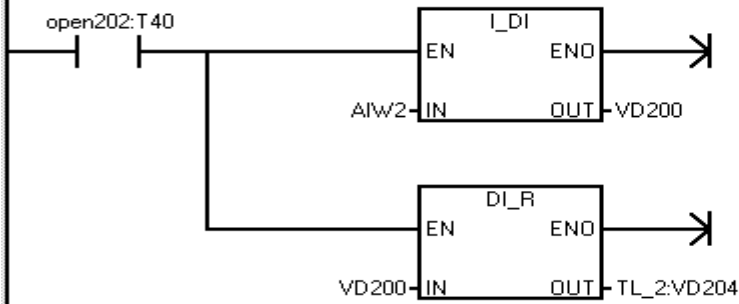 open202:T40
I_DI
EN ENO
AIW2 IN OUT VD200
DI_R
EN ENO
VD200 IN OUT TL_2:VD204